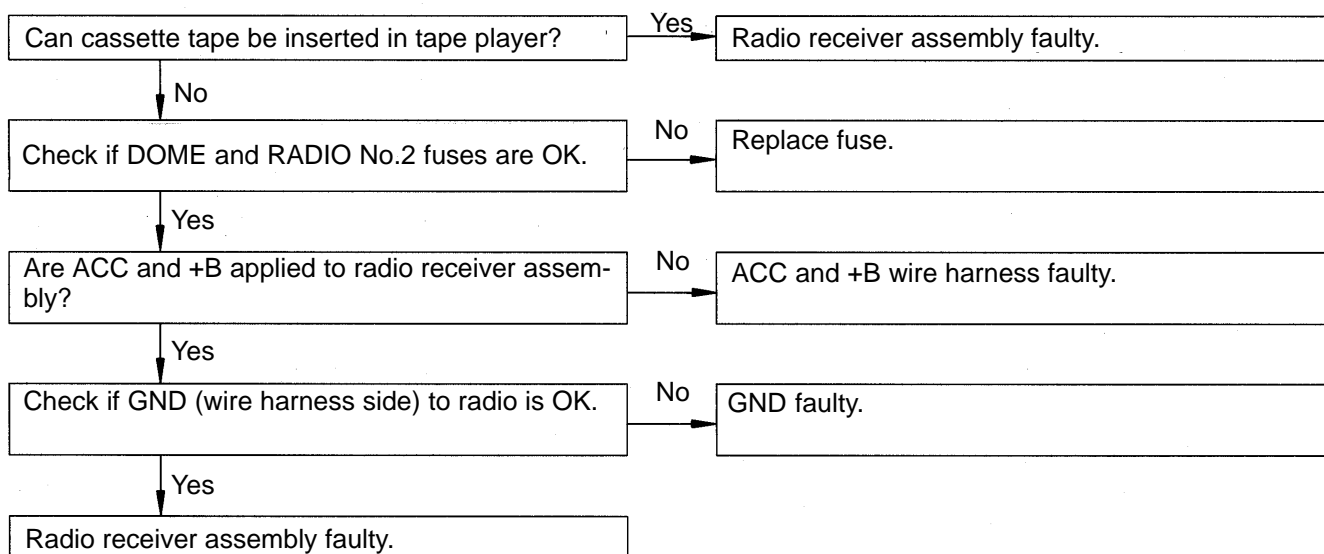 Can cassette tape be inserted in tape player?
Yes
Radio receiver assembly faulty.
No
Check if DOME and RADIO No.2 fuses are OK.
No
Replace fuse.
Yes
Are ACC and +B applied to radio receiver assem-
bly?
No
ACC and +B wire harness faulty.
Yes
Check if GND (wire harness side) to radio is OK.
No
GND faulty.
Yes
Radio receiver assembly faulty.